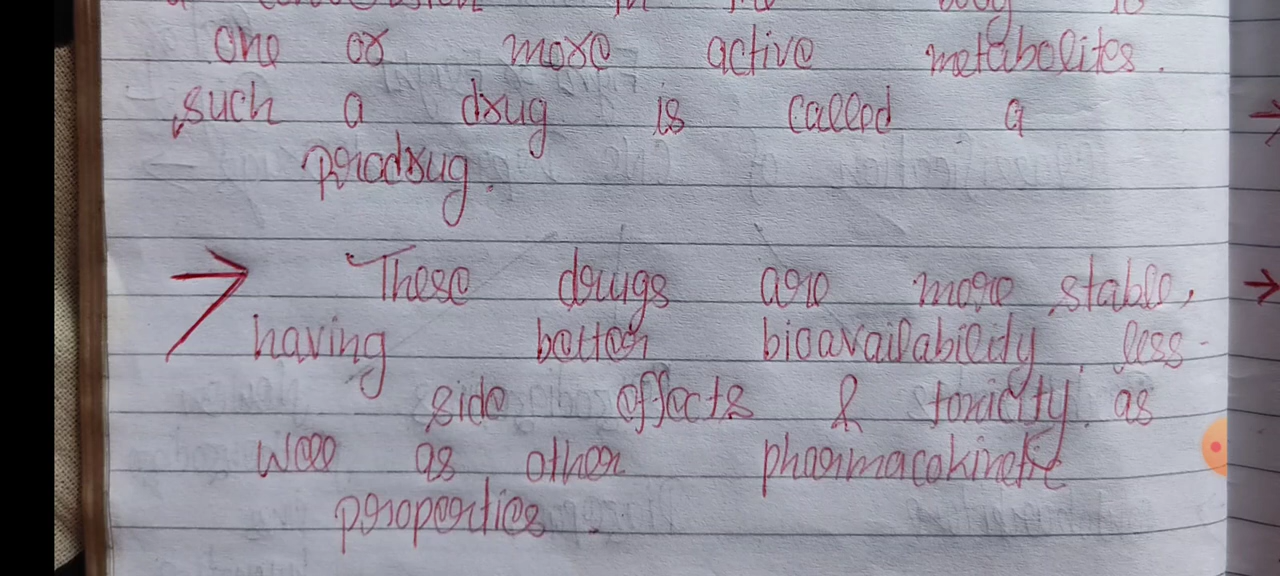 one or more active metabolites.
such a drug is called a
prodrug.
These drugs are more stable,
having better bioavailability, less
side effects & toxicity as
well as other pharmacokinetic
properties.